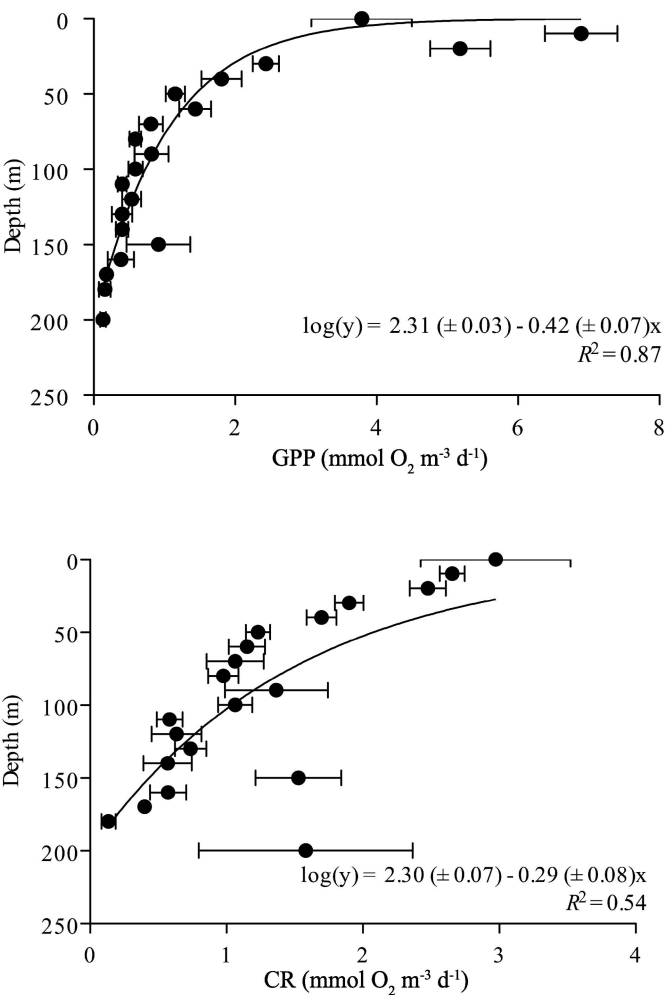 0
50
100
150
200
250
Depth (m)
log(y) = 2.31 (± 0.03) - 0.42 (± 0.07)x
R² = 0.87
0 2 4 6 8
GPP (mmol O₂ m⁻³ d⁻¹)
0
50
100
150
200
250
Depth (m)
log(y) = 2.30 (± 0.07) - 0.29 (± 0.08)x
R² = 0.54
0 1 2 3 4
CR (mmol O₂ m⁻³ d⁻¹)